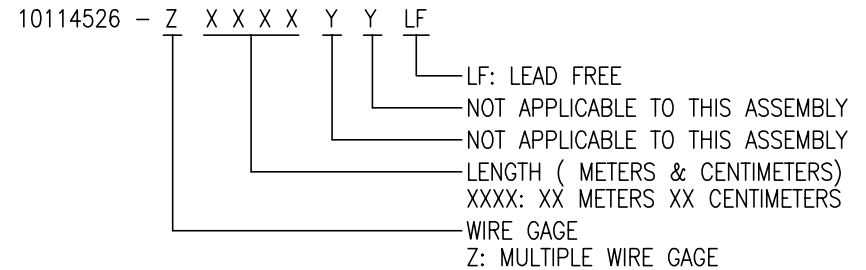 10114526 - Z X X X X Y Y LF
LF: LEAD FREE
NOT APPLICABLE TO THIS ASSEMBLY
NOT APPLICABLE TO THIS ASSEMBLY
LENGTH ( METERS & CENTIMETERS)
XXXX: XX METERS XX CENTIMETERS
WIRE GAGE
Z: MULTIPLE WIRE GAGE